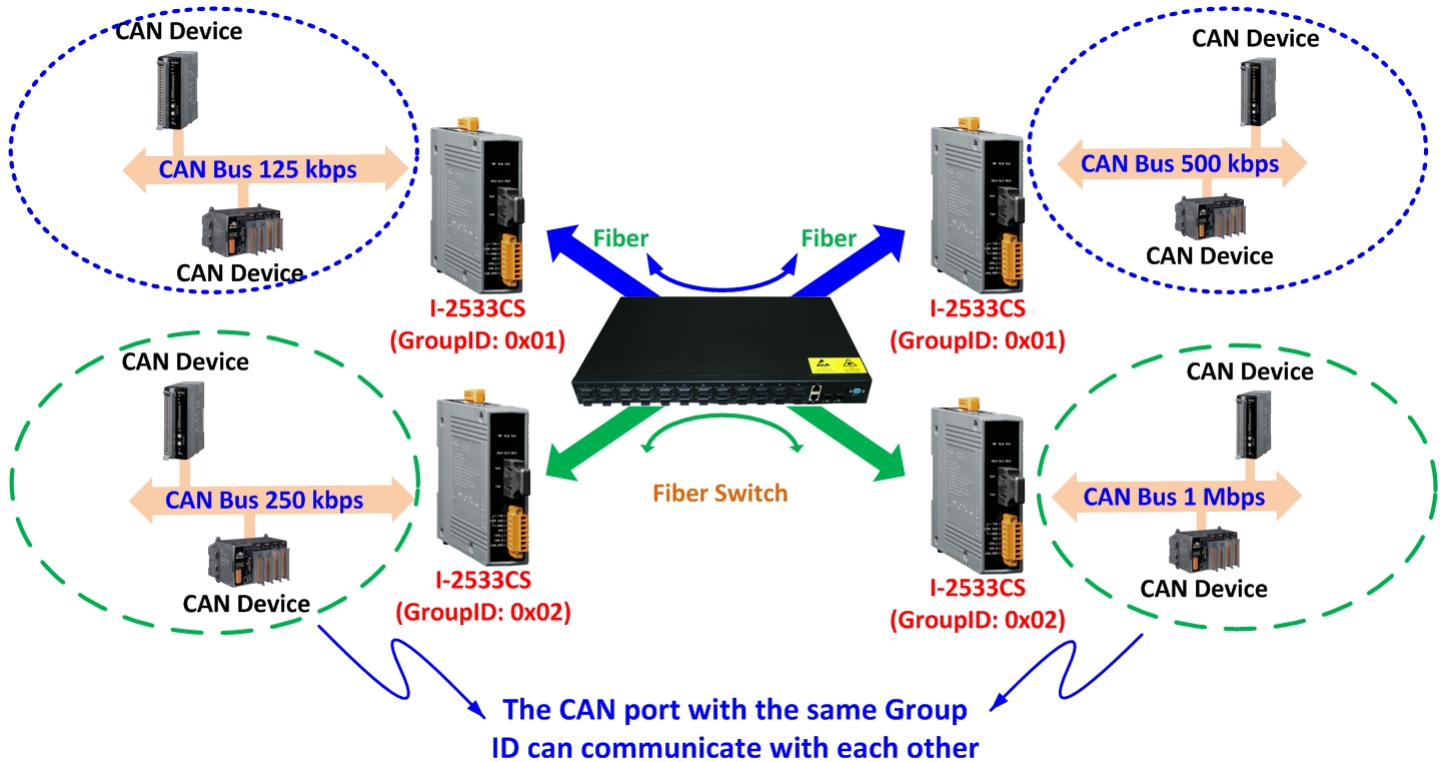 CAN Device
CAN Bus 125 kbps
CAN Device
I-2533CS
(GroupID: 0x01)
Fiber
Fiber
CAN Device
CAN Bus 500 kbps
CAN Device
I-2533CS
(GroupID: 0x01)
CAN Device
CAN Bus 250 kbps
CAN Device
I-2533CS
(GroupID: 0x02)
Fiber Switch
CAN Device
CAN Bus 1 Mbps
CAN Device
I-2533CS
(GroupID: 0x02)
The CAN port with the same Group
ID can communicate with each other